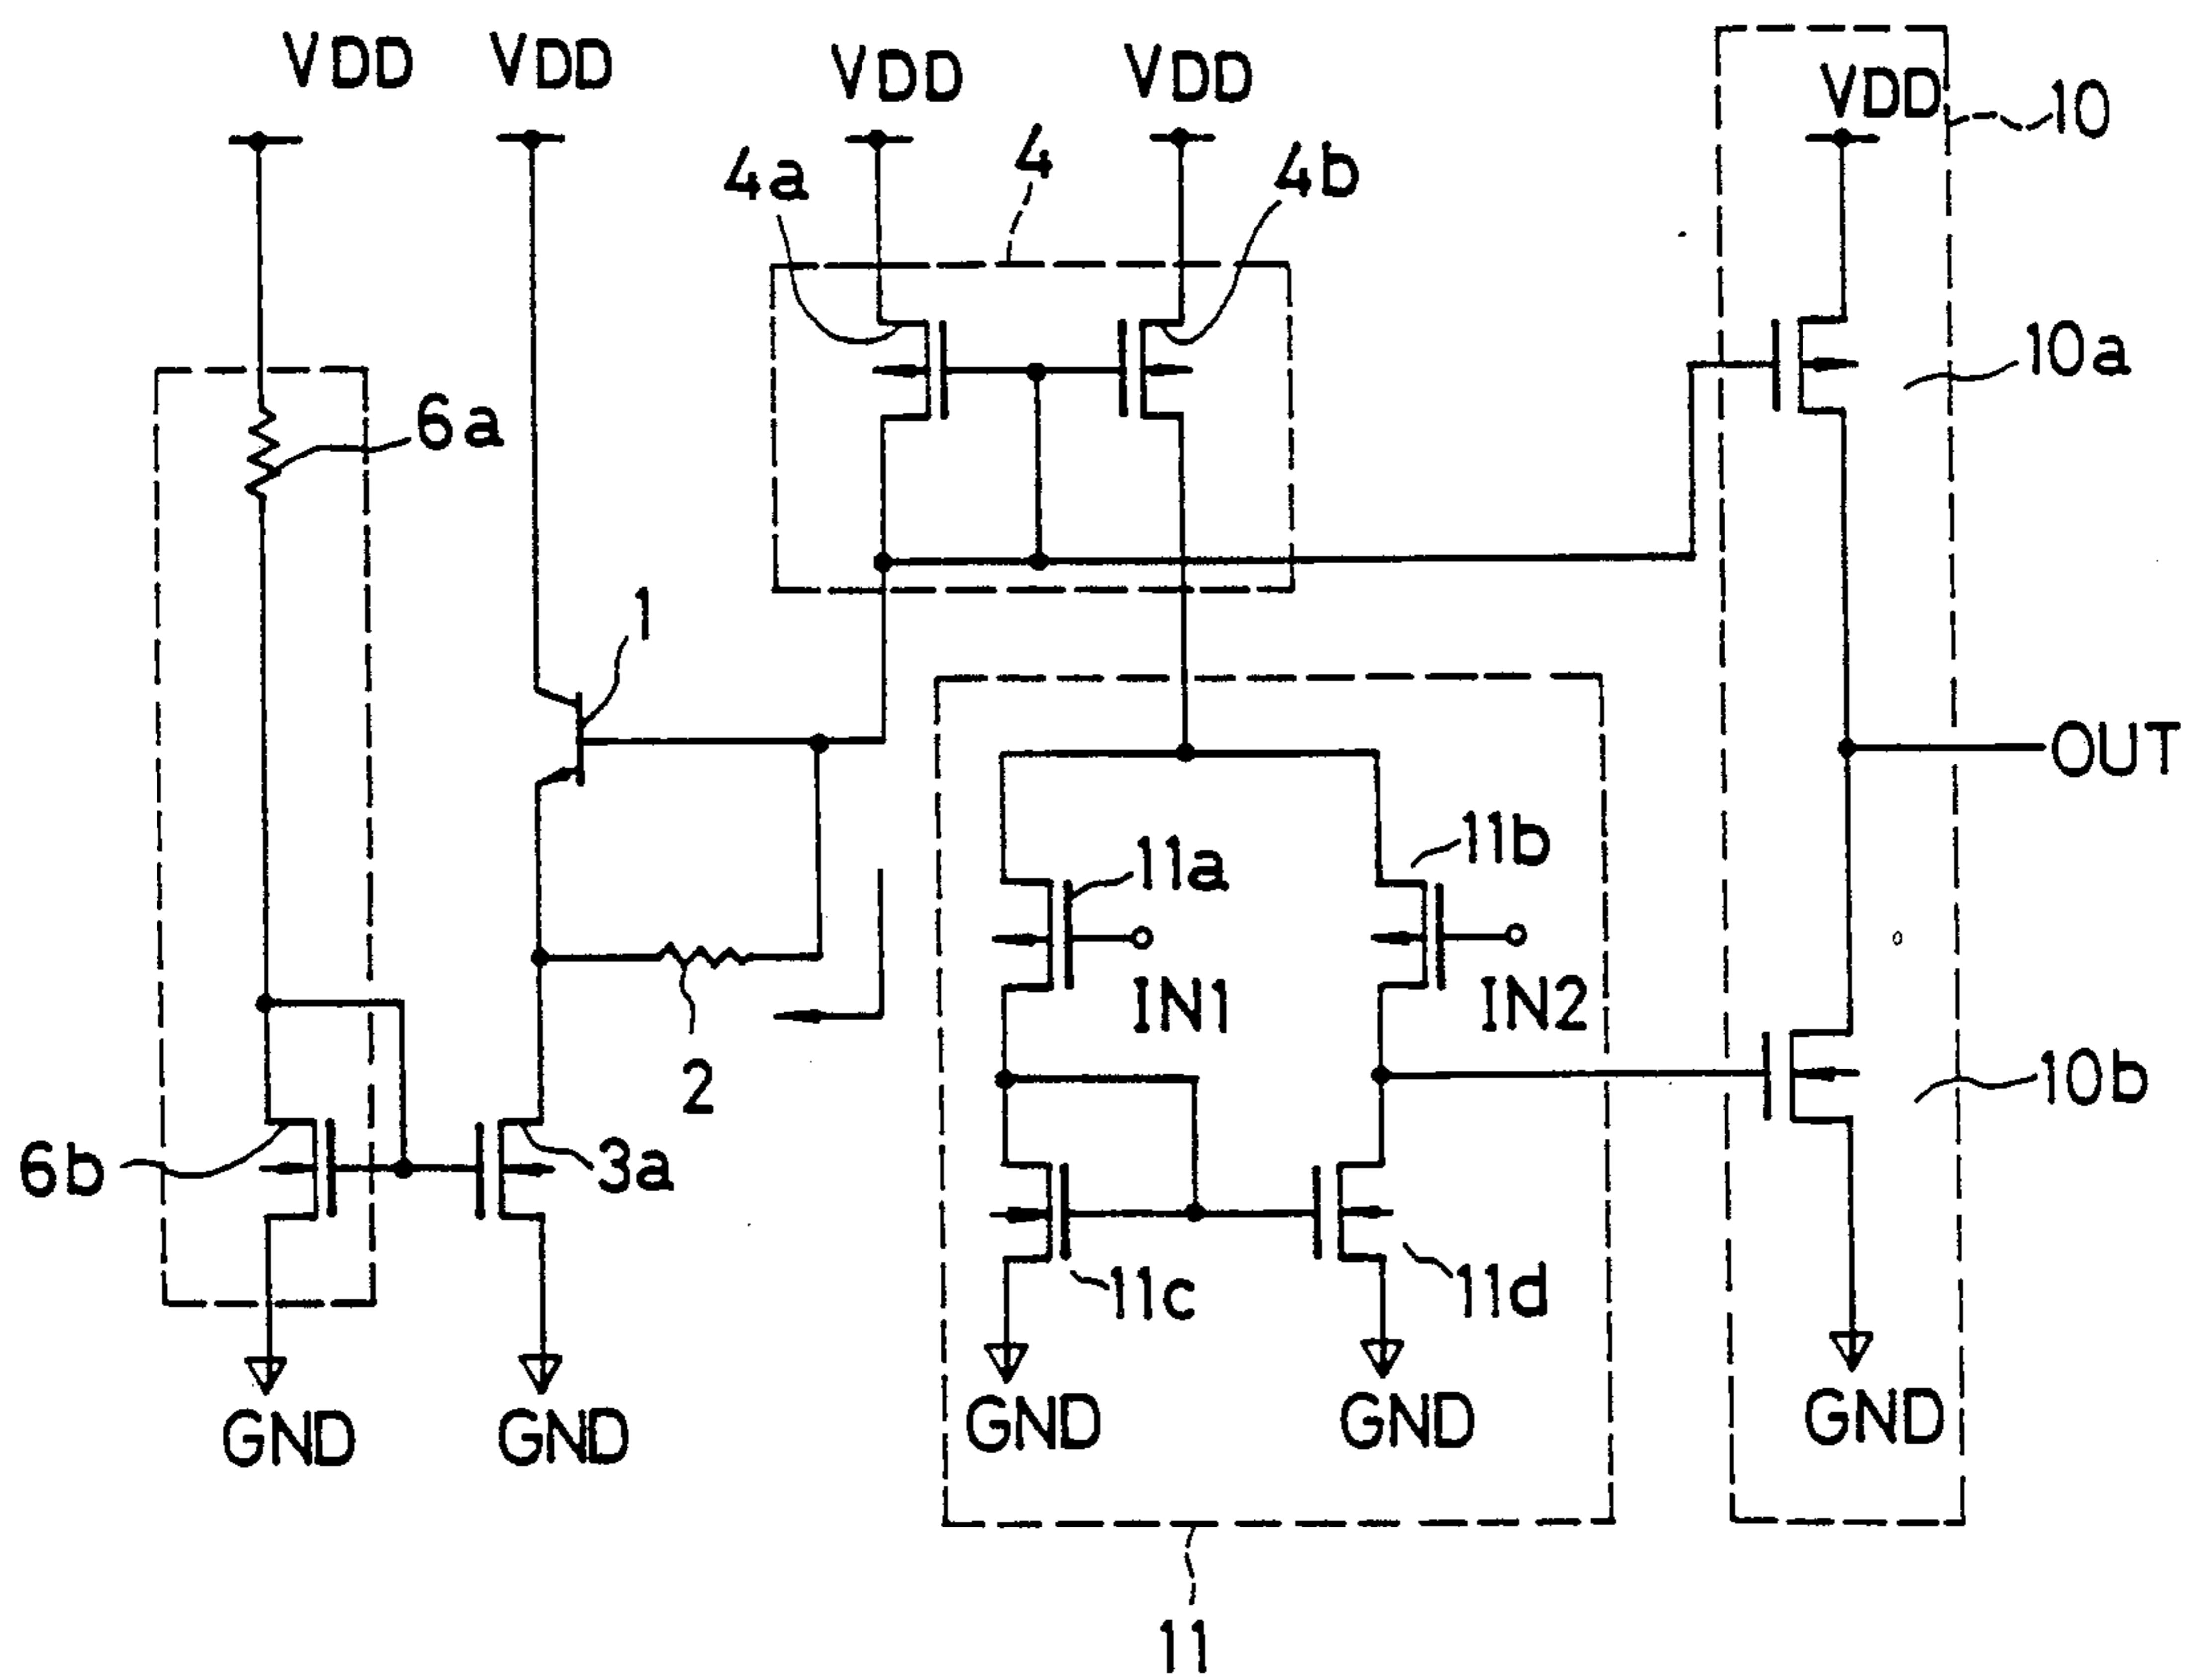 VDD VDD VDD VDD VDD
10
4a 4 4b
10a
6a
1
OUT
11a 11b
IN1 IN2
2
10b
6b 3a
11c 11d
GND GND GND GND GND
11